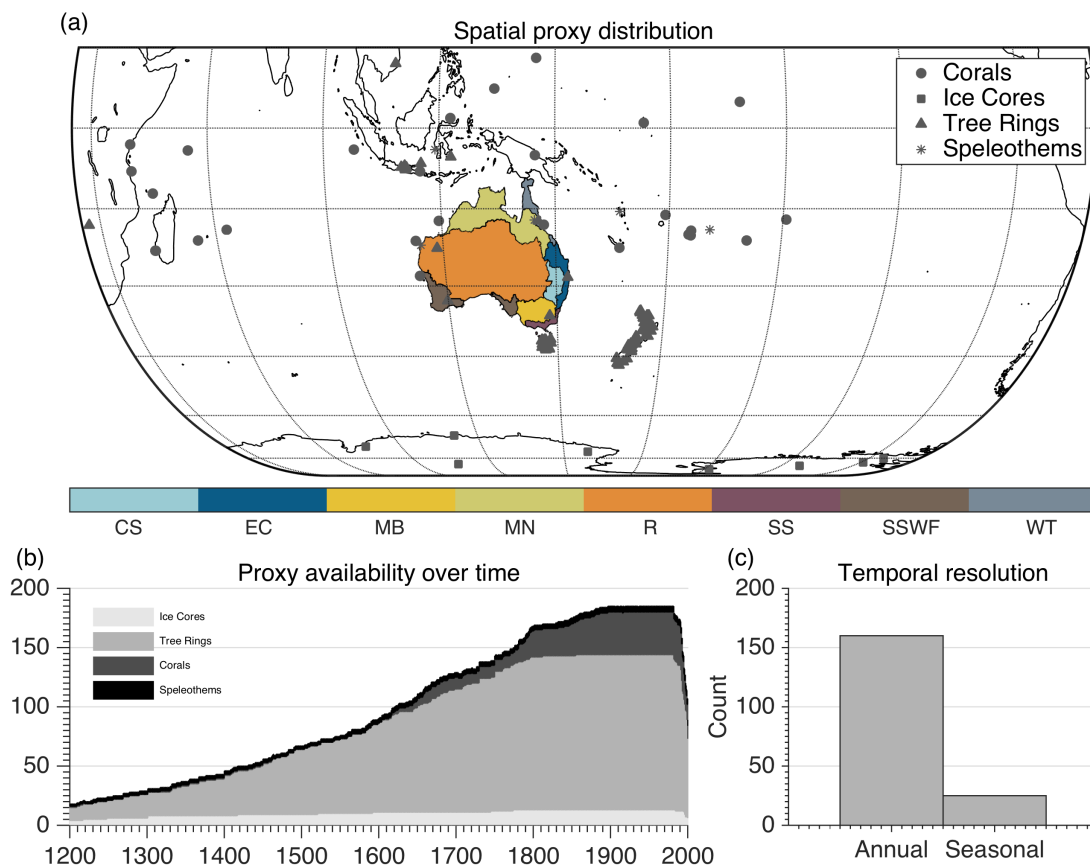 (a)
Spatial proxy distribution
Corals
Ice Cores
Tree Rings
Speleothems
CS EC MB MN R SS SSWF WT
(b)
Proxy availability over time
200
150
100
50
0
Ice Cores
Tree Rings
Corals
Speleothems
1200 1300 1400 1500 1600 1700 1800 1900 2000
(c)
Temporal resolution
Count
200
150
100
50
0
Annual Seasonal